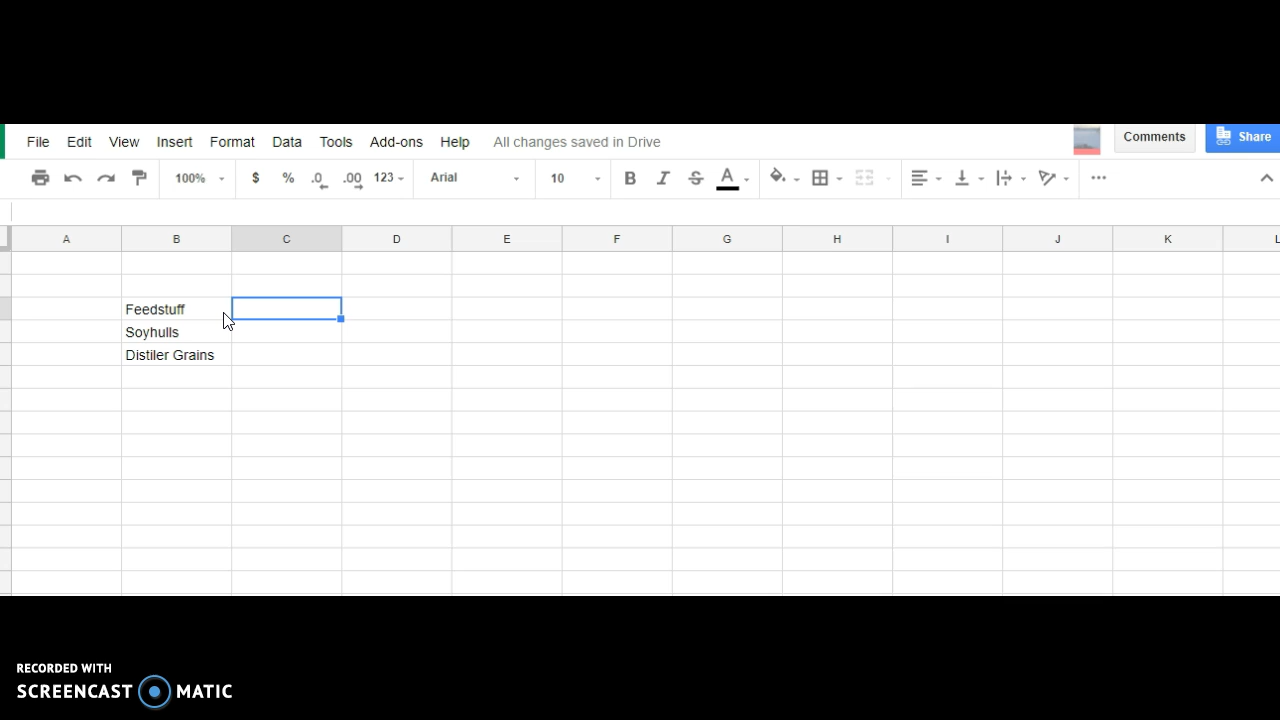 File Edit View Insert Format Data Tools Add-ons Help All changes saved in Drive Comments Share
100% $ % .0 .00 123 Arial 10 B I S A
A B C D E F G H I J K L
Feedstuff
Soyhulls
Distiler Grains
RECORDED WITH
SCREENCAST MATIC